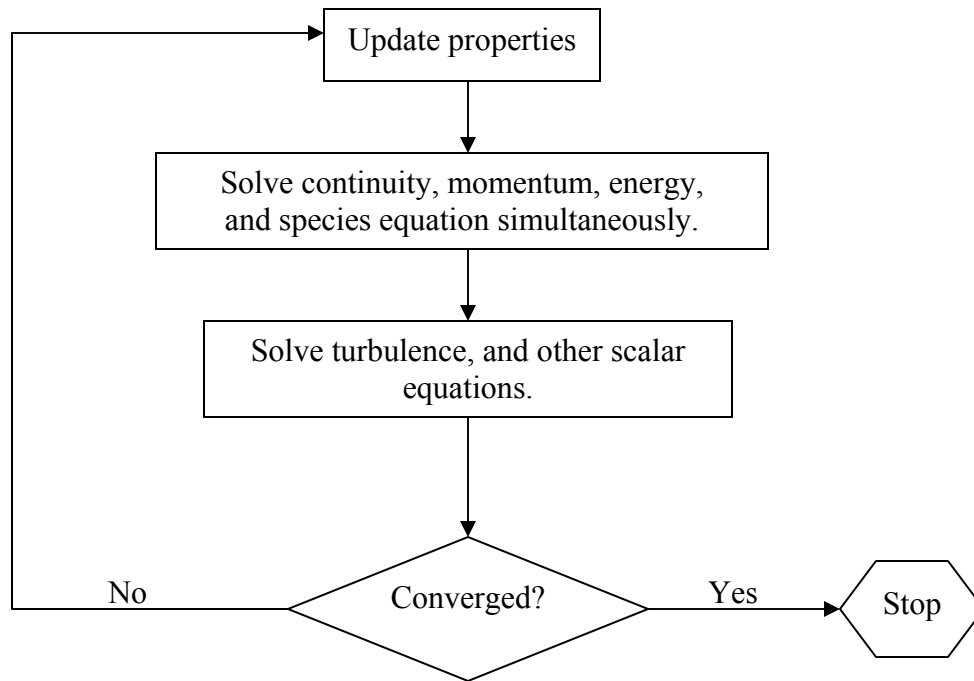 Update properties
Solve continuity, momentum, energy,
and species equation simultaneously.
Solve turbulence, and other scalar
equations.
Converged?
No
Yes
Stop